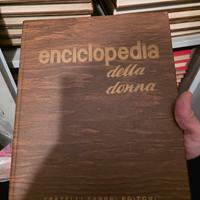 enciclopedia
della
donna
FRATELLI FABBRI EDITORI